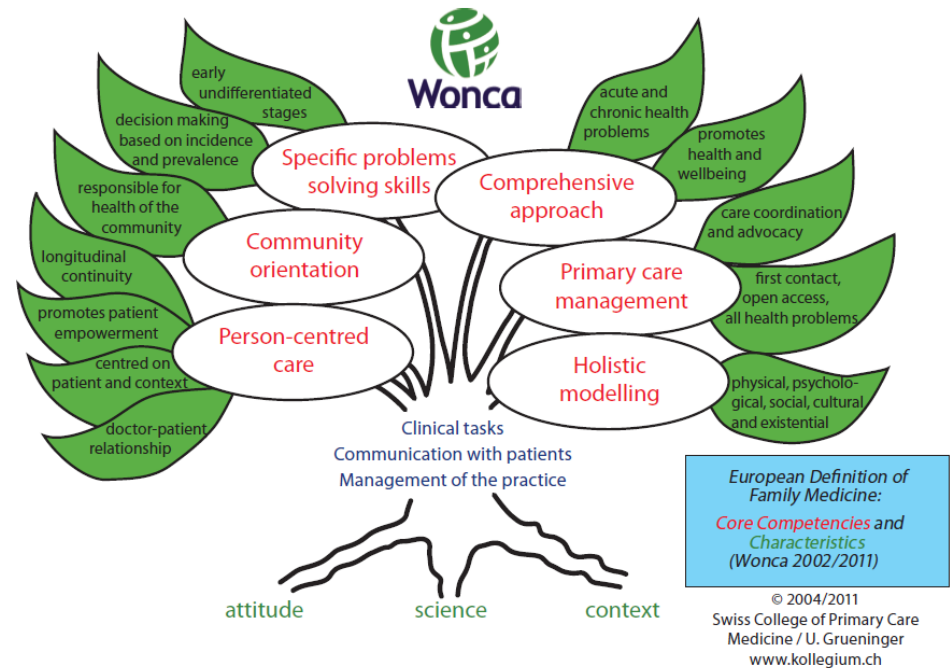 Wonca
early
undifferentiated
stages
decision making
based on incidence
and prevalence
responsible for
health of the
community
longitudinal
continuity
promotes patient
empowerment
centred on
patient and context
doctor-patient
relationship
Specific problems
solving skills
Community
orientation
Person-centred
care
Comprehensive
approach
Primary care
management
Holistic
modelling
acute and
chronic health
problems
promotes
health and
wellbeing
care coordination
and advocacy
first contact,
open access,
all health problems
physical, psycholo-
gical, social, cultural
and existential
Clinical tasks
Communication with patients
Management of the practice
attitude
science
context
European Definition of
Family Medicine:
Core Competencies and
Characteristics
(Wonca 2002/2011)
© 2004/2011
Swiss College of Primary Care
Medicine / U. Grueninger
www.kollegium.ch